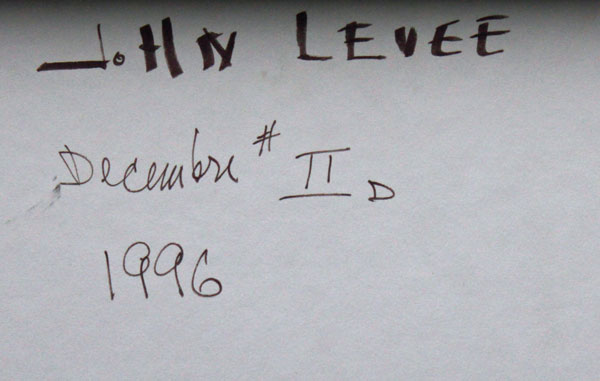 JOHN LEVEE
Decembre # II D
1996